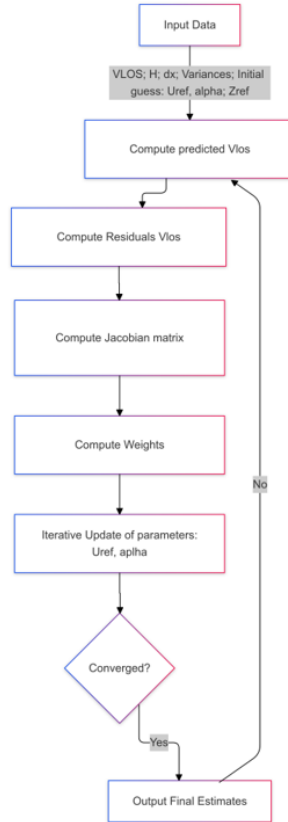 Input Data
VLOS; H; dx; Variances; Initial
guess: Uref, alpha; Zref
Compute predicted Vlos
Compute Residuals Vlos
Compute Jacobian matrix
Compute Weights
No
Iterative Update of parameters:
Uref, aplha
Converged?
Yes
Output Final Estimates